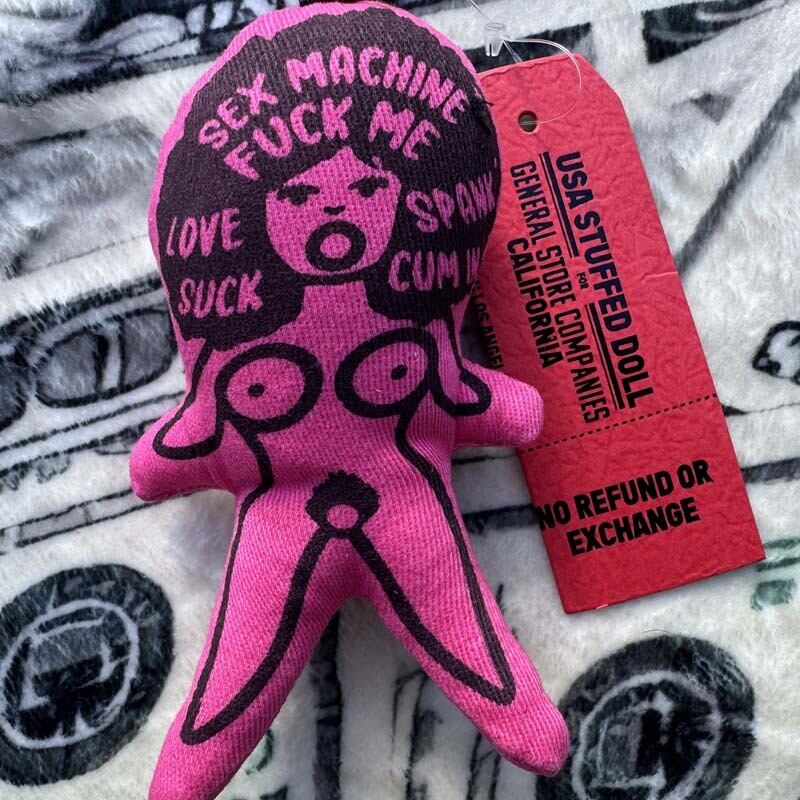 SEX MACHINE
FUCK ME
LOVE
SUCK
SPANK
CUM IN
USA STUFFED DOLL
FOR
GENERAL STORE COMPANIES
CALIFORNIA
NO REFUND OR
EXCHANGE